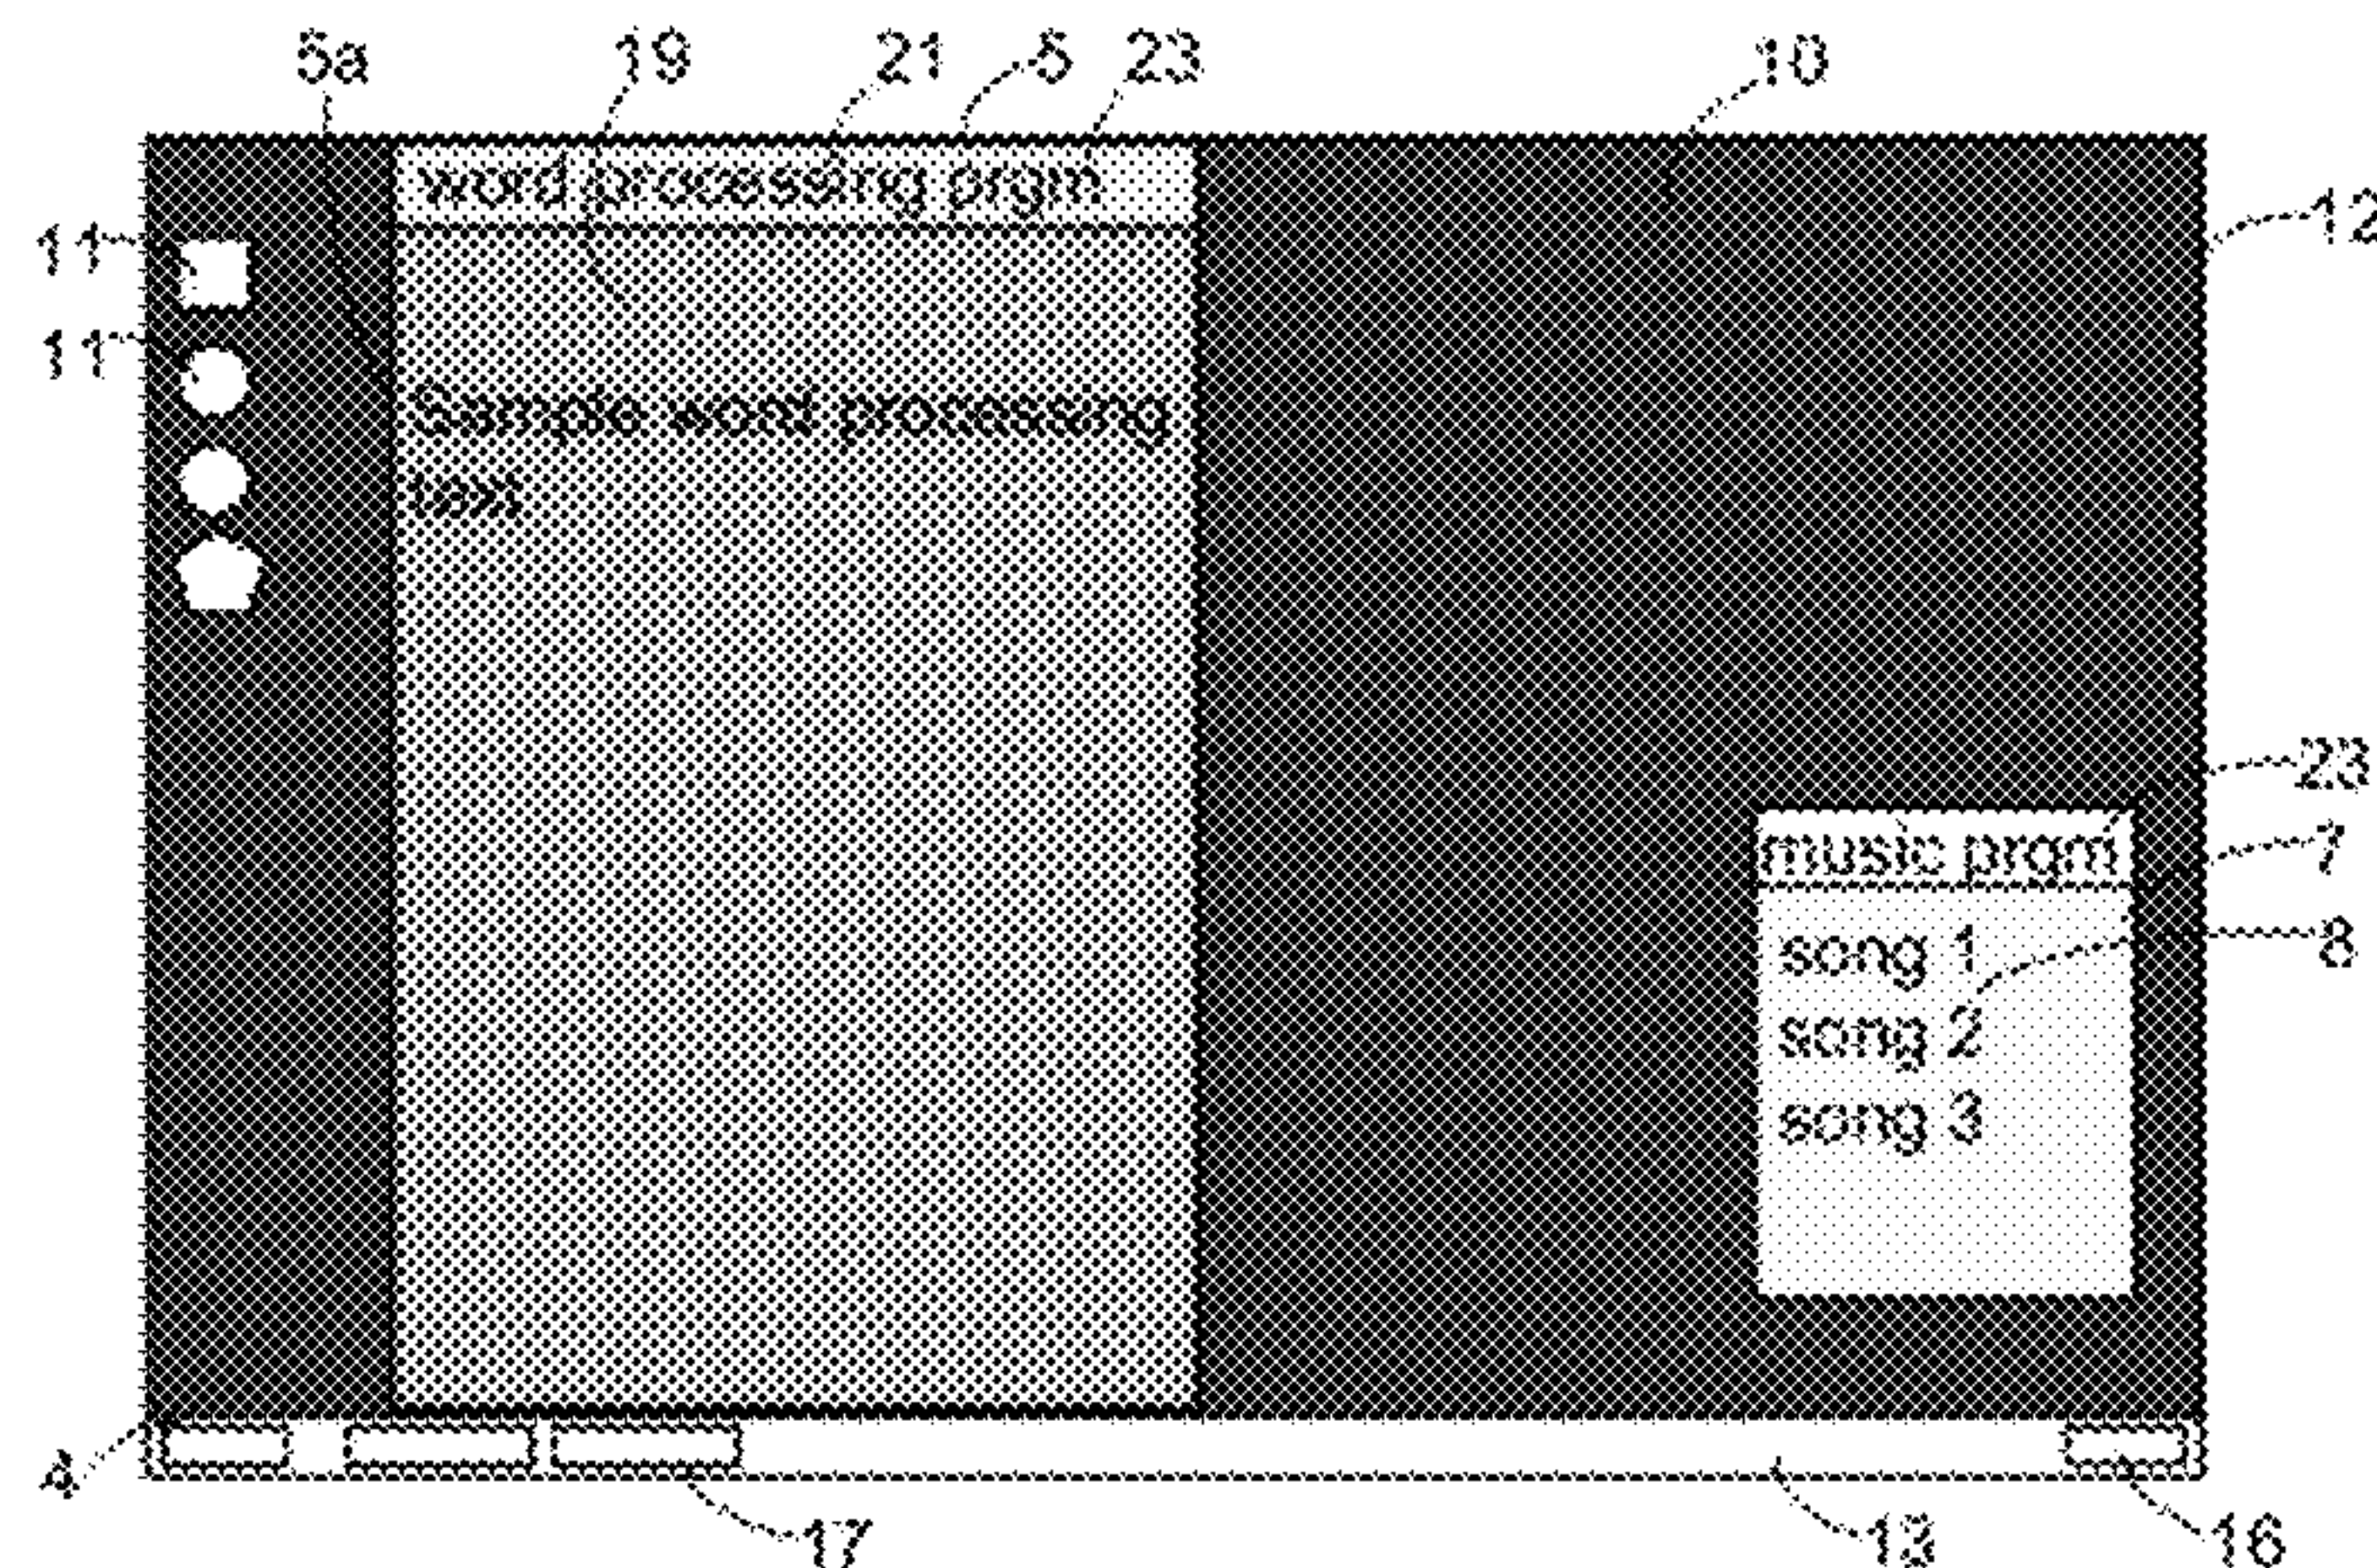 5a 19 21 5 23 10
12
word processing prgm
11
11
Sample word processing
text
23
music prgm
7
song 1
8
song 2
song 3
4
17
13
16